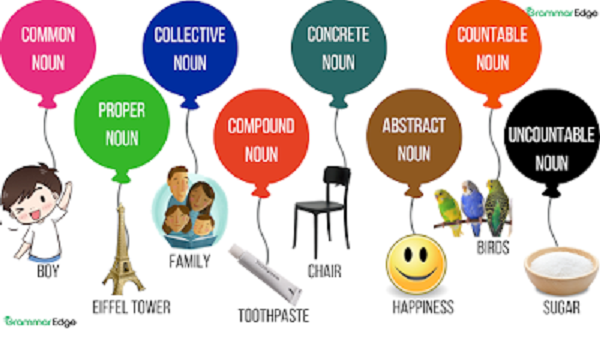 COMMON
NOUN
COLLECTIVE
NOUN
CONCRETE
NOUN
COUNTABLE
NOUN
GrammarEdge
PROPER
NOUN
COMPOUND
NOUN
ABSTRACT
NOUN
UNCOUNTABLE
NOUN
BOY
EIFFEL TOWER
FAMILY
TOOTHPASTE
CHAIR
HAPPINESS
BIRDS
SUGAR
GrammarEdge